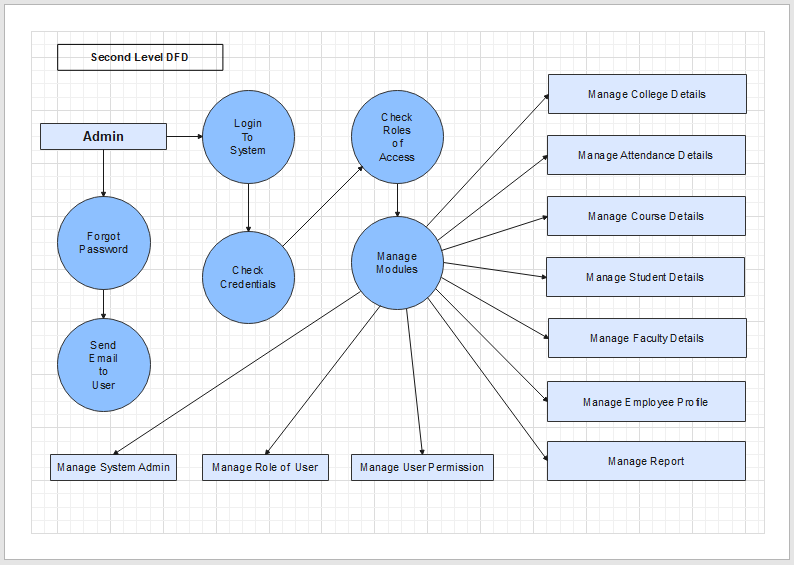 Second Level DFD
Admin
Login
To
System
Check
Roles
of
Access
Manage College Details
Manage Attendance Details
Forgot
Password
Check
Credentials
Manage
Modules
Manage Course Details
Manage Student Details
Manage Faculty Details
Send
Email
to
User
Manage Employee Profile
Manage Report
Manage System Admin
Manage Role of User
Manage User Permission